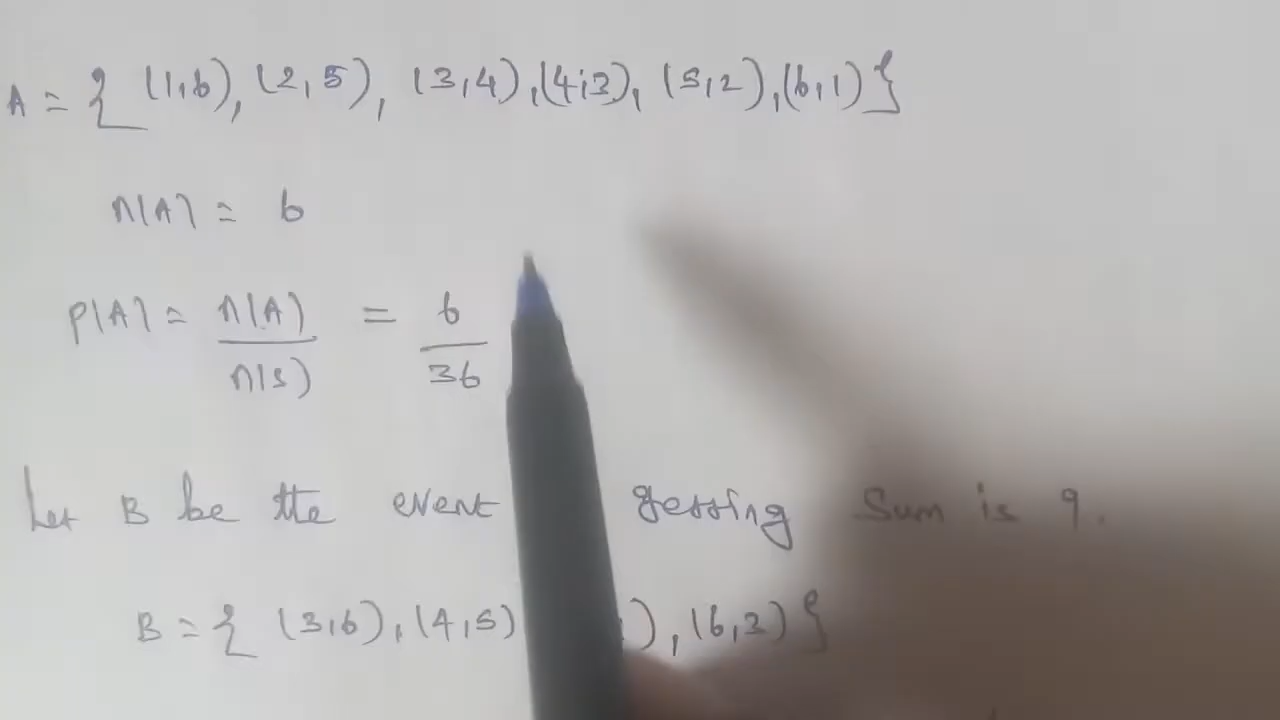 A = { (1,6), (2,5), (3,4), (4,3), (5,2), (6,1) }
n(A) = 6
P(A) = n(A) / n(S) = 6 / 36
Let B be the event getting Sum is 9.
B = { (3,6), (4,5) ), (6,3) }